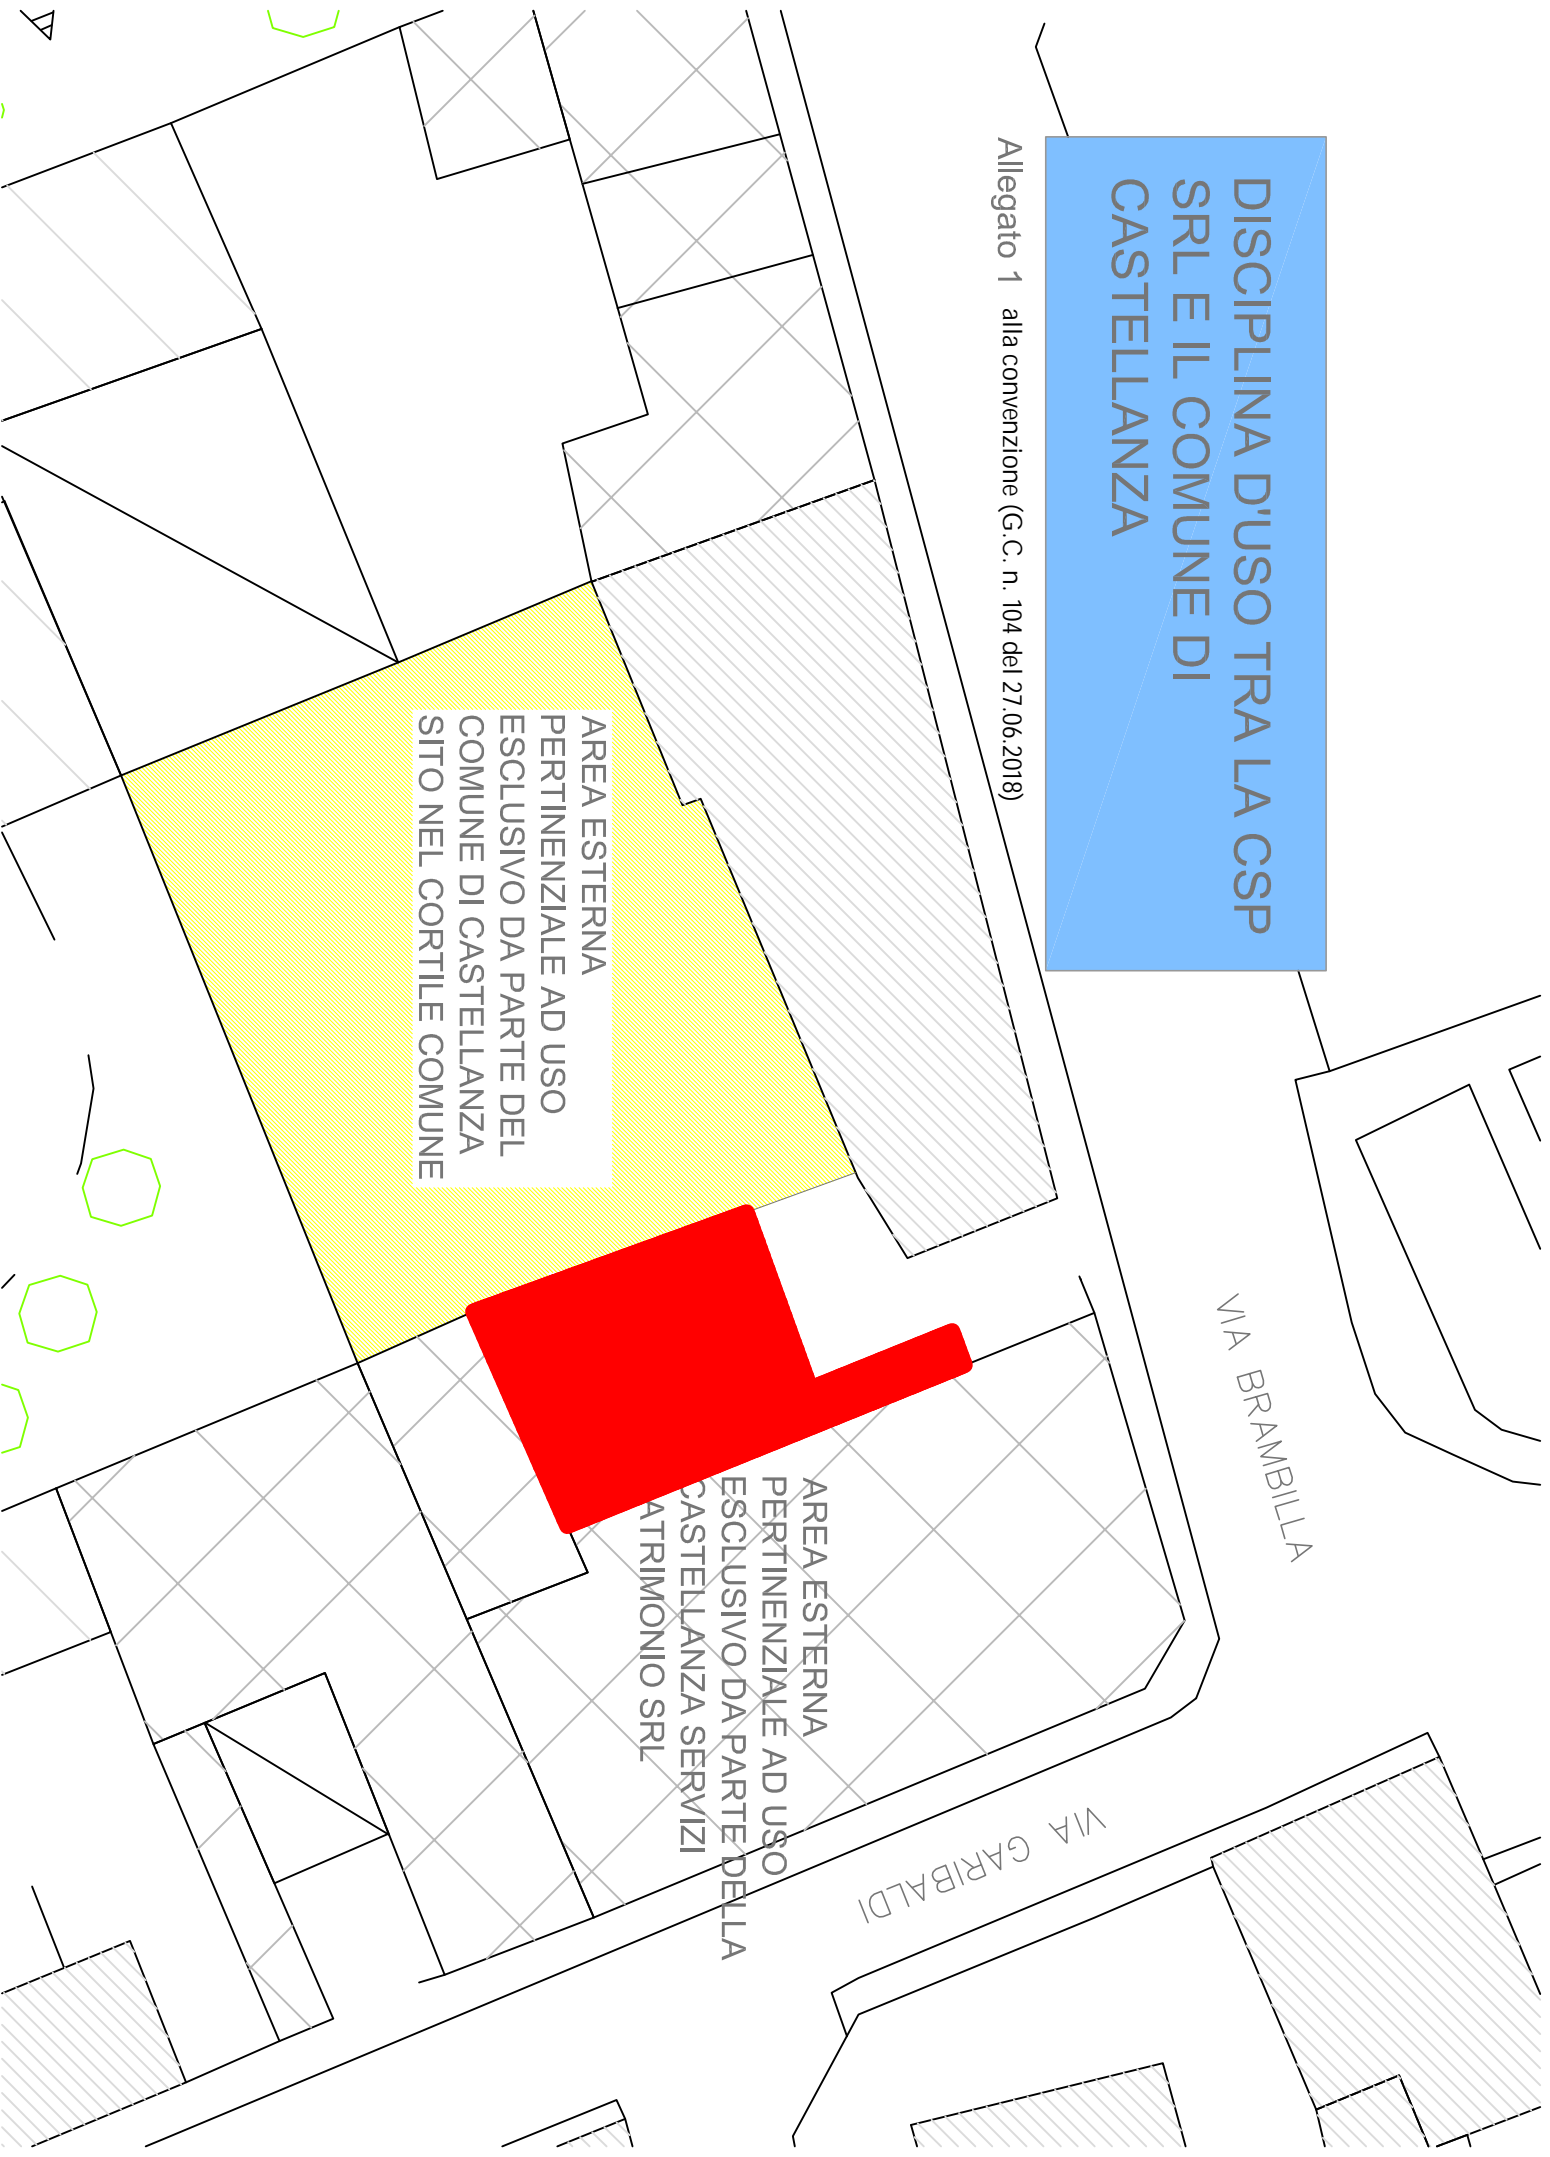 DISCIPLINA D'USO TRA LA CSP
SRL E IL COMUNE DI
CASTELLANZA
Allegato 1 alla convenzione (G.C. n. 104 del 27.06.2018)
AREA ESTERNA
PERTINENZIALE AD USO
ESCLUSIVO DA PARTE DEL
COMUNE DI CASTELLANZA
SITO NEL CORTILE COMUNE
AREA ESTERNA
PERTINENZIALE AD USO
ESCLUSIVO DA PARTE DELLA
CASTELLANZA SERVIZI
ATRIMONIO SRL
VIA BRAMBILLA
VIA GARIBALDI